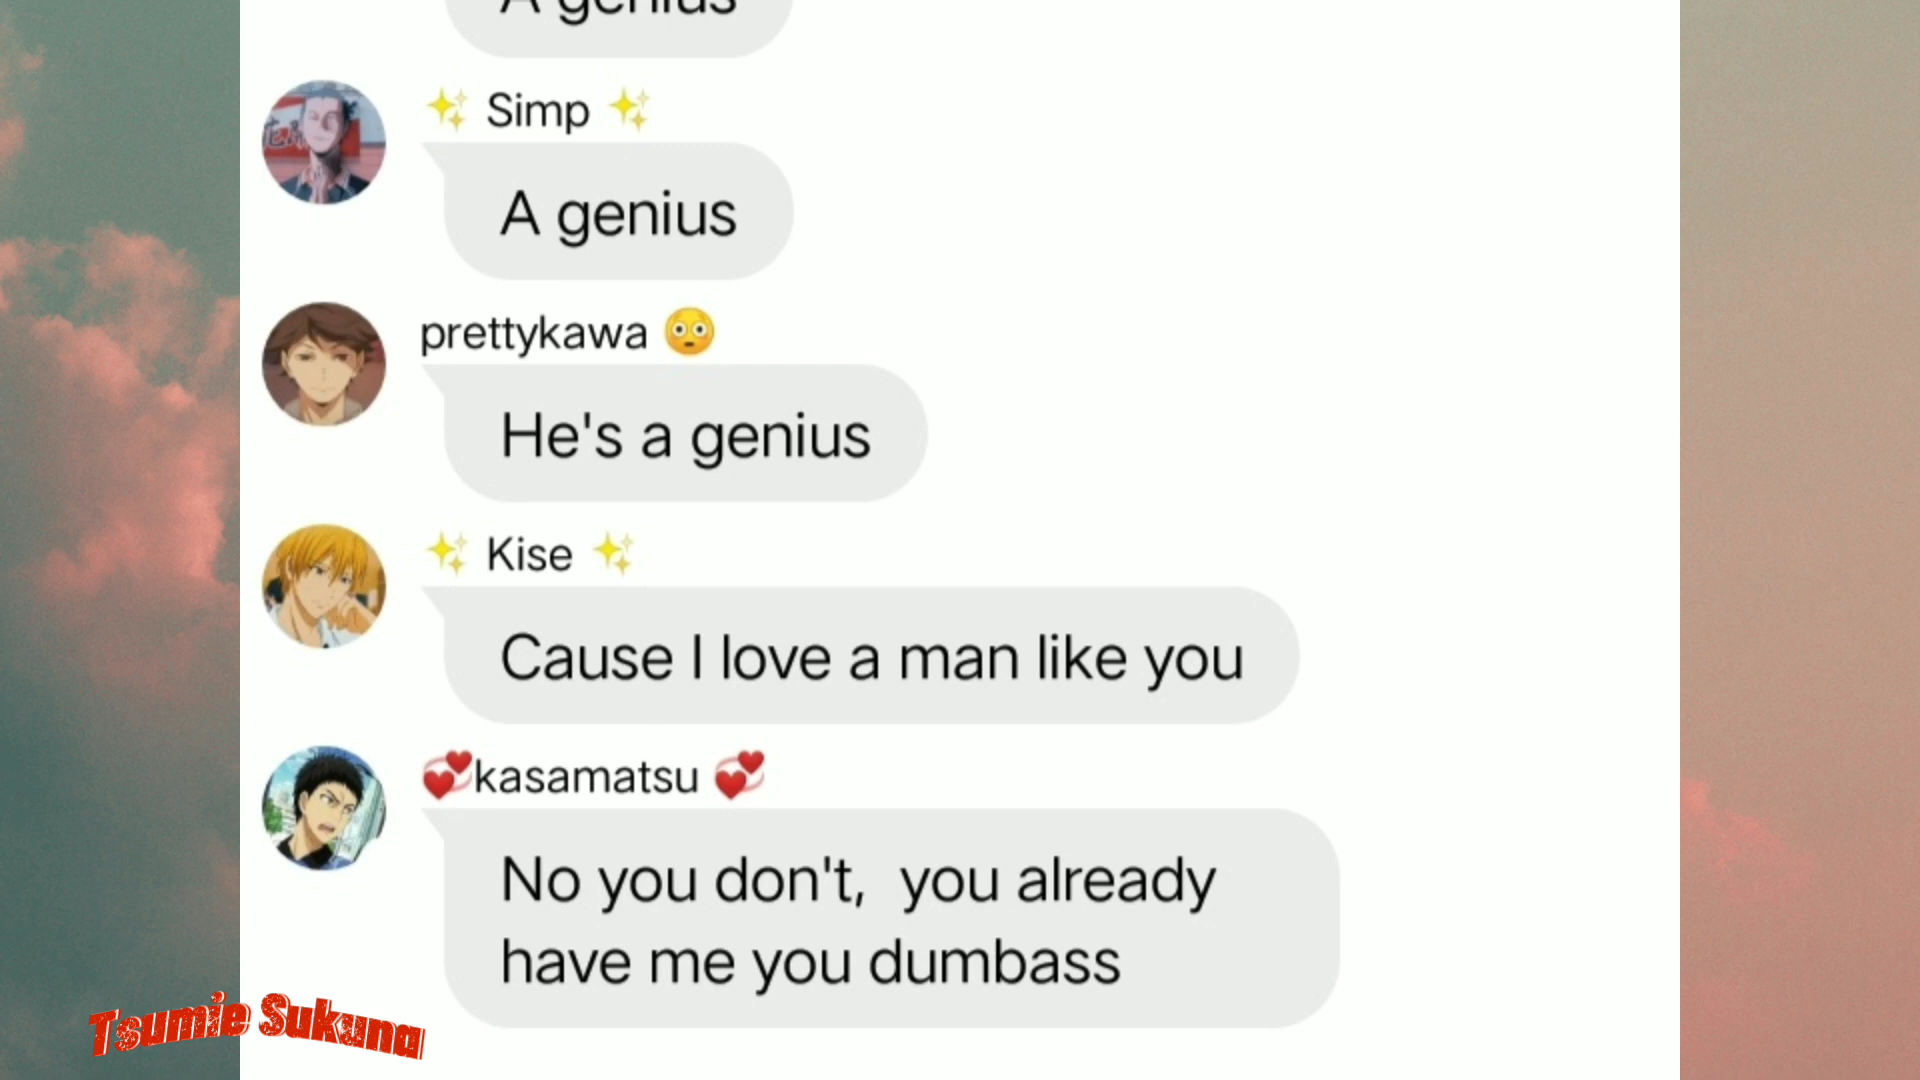 A genius
✨ Simp ✨
A genius
prettykawa 😳
He's a genius
✨ Kise ✨
Cause I love a man like you
💞kasamatsu 💞
No you don't,  you already
have me you dumbass
Tsumie Sukuna